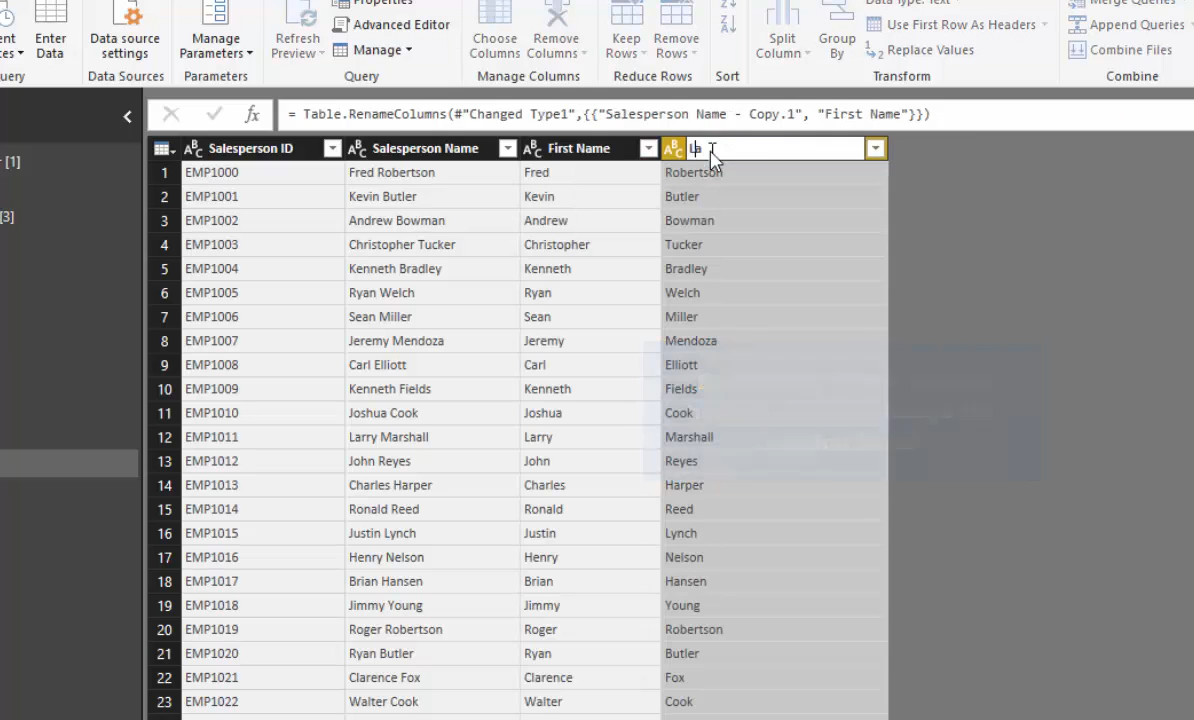 Properties
Merge Queries
ent Enter Data source Manage Refresh Advanced Editor Choose Remove Keep Remove Split Group Use First Row As Headers Append Queries
ces Data settings Parameters Preview Manage Columns Columns Rows Rows Column By Replace Values Combine Files
uery Data Sources Parameters Query Manage Columns Reduce Rows Sort Transform Combine
fx = Table.RenameColumns(#"Changed Type1",{{"Salesperson Name - Copy.1", "First Name"}})
[1]
[3]
ABC Salesperson ID ABC Salesperson Name ABC First Name ABC La
1 EMP1000 Fred Robertson Fred Robertson
2 EMP1001 Kevin Butler Kevin Butler
3 EMP1002 Andrew Bowman Andrew Bowman
4 EMP1003 Christopher Tucker Christopher Tucker
5 EMP1004 Kenneth Bradley Kenneth Bradley
6 EMP1005 Ryan Welch Ryan Welch
7 EMP1006 Sean Miller Sean Miller
8 EMP1007 Jeremy Mendoza Jeremy Mendoza
9 EMP1008 Carl Elliott Carl Elliott
10 EMP1009 Kenneth Fields Kenneth Fields
11 EMP1010 Joshua Cook Joshua Cook
12 EMP1011 Larry Marshall Larry Marshall
13 EMP1012 John Reyes John Reyes
14 EMP1013 Charles Harper Charles Harper
15 EMP1014 Ronald Reed Ronald Reed
16 EMP1015 Justin Lynch Justin Lynch
17 EMP1016 Henry Nelson Henry Nelson
18 EMP1017 Brian Hansen Brian Hansen
19 EMP1018 Jimmy Young Jimmy Young
20 EMP1019 Roger Robertson Roger Robertson
21 EMP1020 Ryan Butler Ryan Butler
22 EMP1021 Clarence Fox Clarence Fox
23 EMP1022 Walter Cook Walter Cook